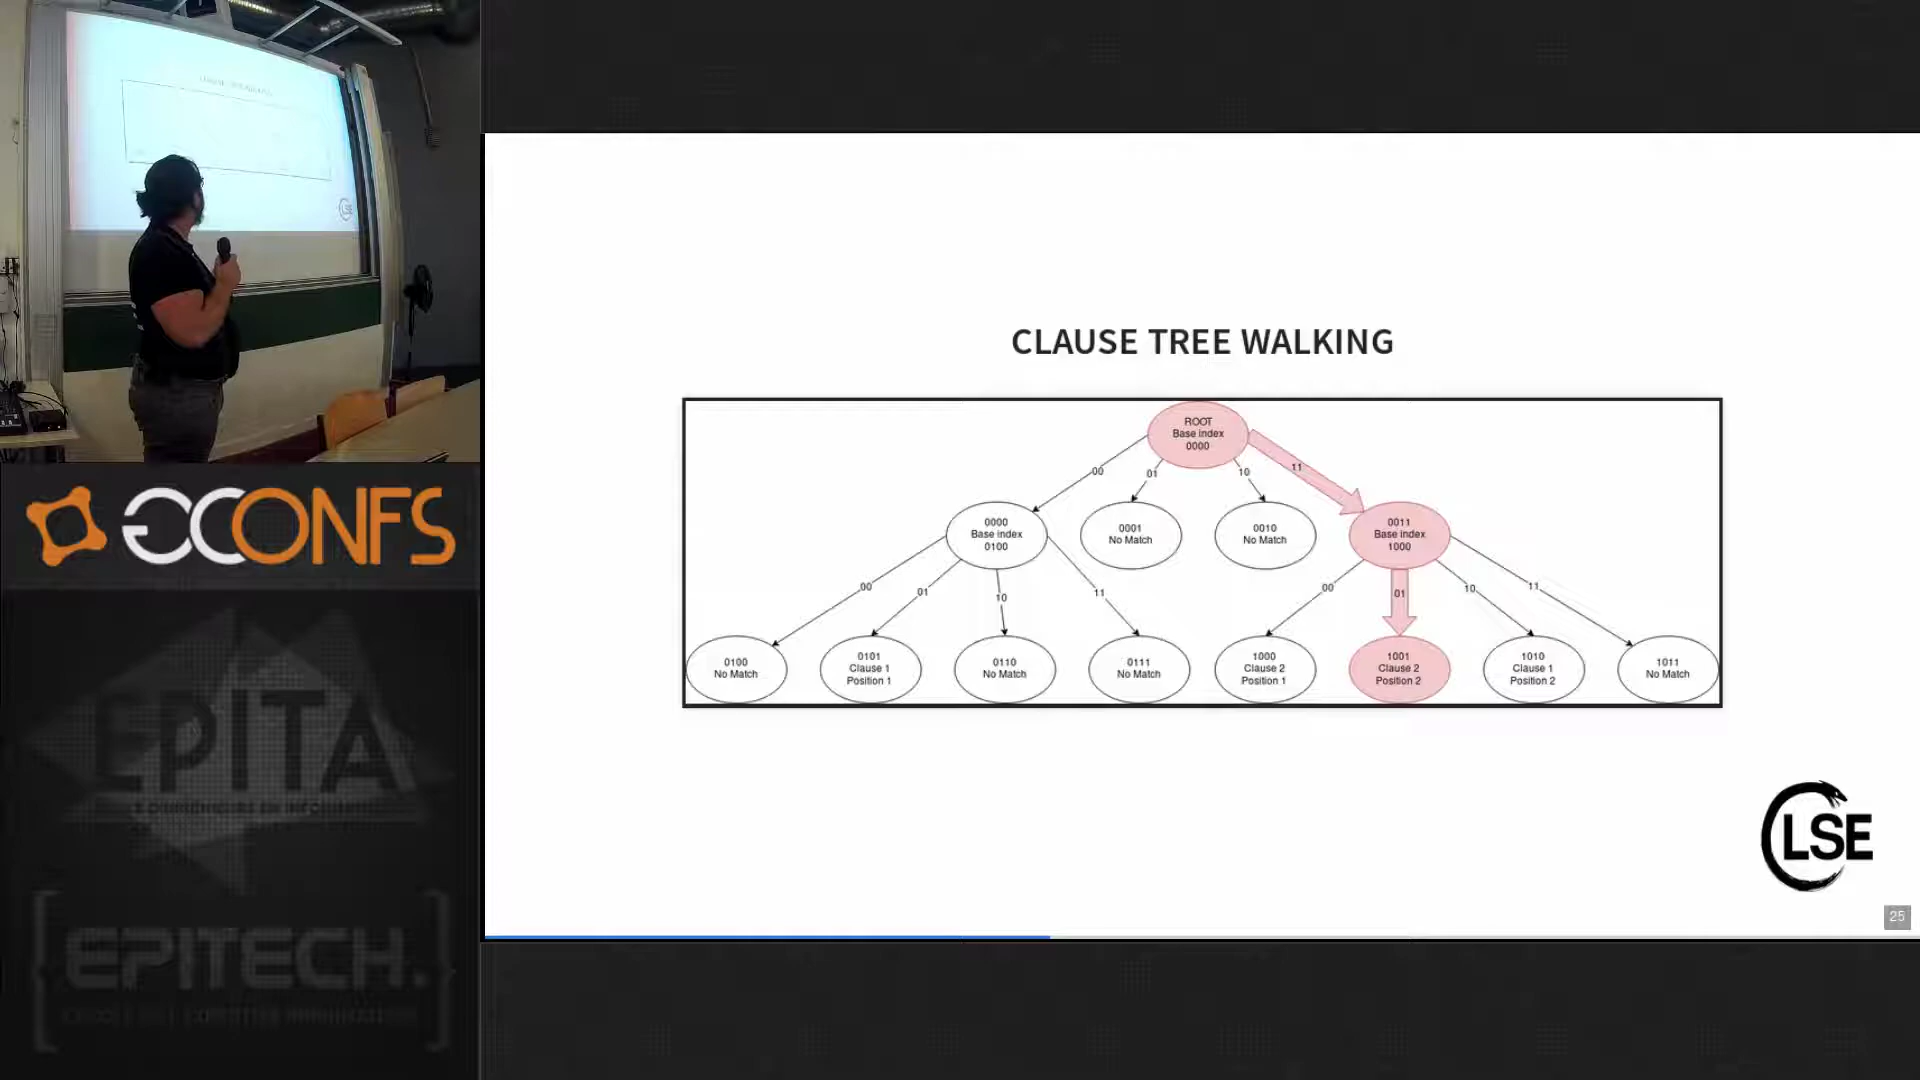 CLAUSE TREE WALKING
ROOT
Base index
0000
00
01
10
11
0000
Base index
0100
0001
No Match
0010
No Match
0011
Base index
1000
00
01
10
11
00
01
10
11
0100
No Match
0101
Clause 1
Position 1
0110
No Match
0111
No Match
1000
Clause 2
Position 1
1001
Clause 2
Position 2
1010
Clause 1
Position 2
1011
No Match
LSE
25
LSE
GCONFS
EPITA
{ EPITECH. }